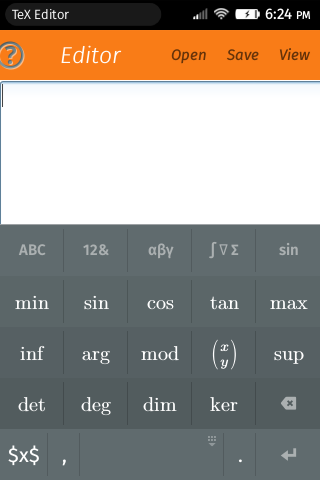 TeX Editor 6:24 PM
? Editor Open Save View
ABC 12& αβγ ∫∇Σ sin
min sin cos tan max
inf arg mod (x y) sup
det deg dim ker
$x$ , .